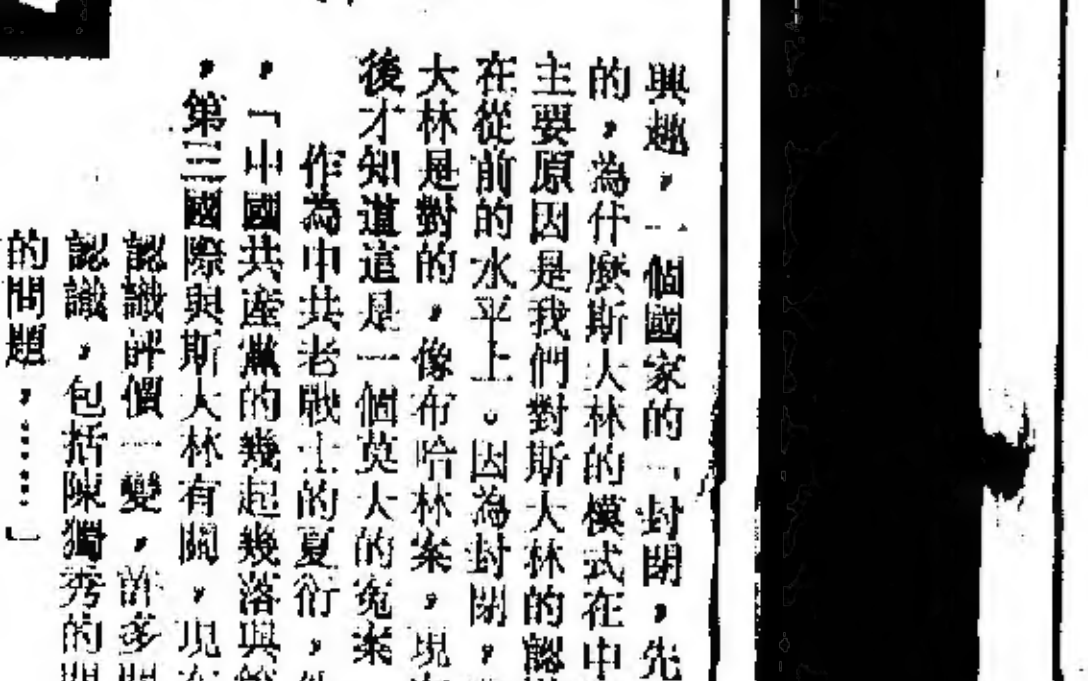 興趣，一個國家的「封閉，先
的，為什麼斯大林的模式在中
主要原因是我們對斯大林的認
在從前的水平上。因為封閉，
大林是對的，像布哈林案，現
後才知道這是一個莫大的冤案
作為中共老戰士的夏衍，
，「中國共產黨的幾起幾落與
，第三國際與斯大林有關，現在
認識評價一變，許多問
認識，包括陳獨秀的問
的問題，……」